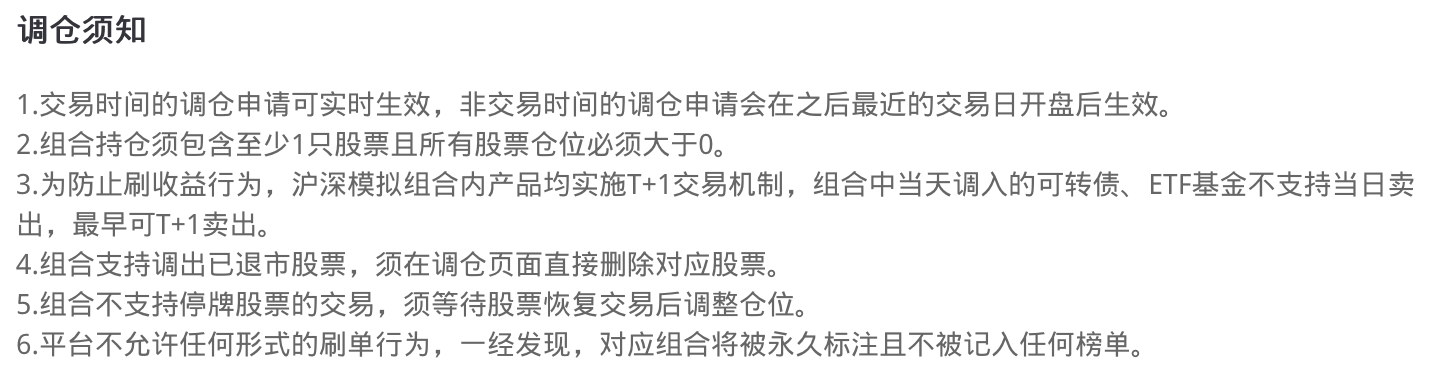 调仓须知
1.交易时间的调仓申请可实时生效，非交易时间的调仓申请会在之后最近的交易日开盘后生效。
2.组合持仓须包含至少1只股票且所有股票仓位必须大于0。
3.为防止刷收益行为，沪深模拟组合内产品均实施T+1交易机制，组合中当天调入的可转债、ETF基金不支持当日卖
出，最早可T+1卖出。
4.组合支持调出已退市股票，须在调仓页面直接删除对应股票。
5.组合不支持停牌股票的交易，须等待股票恢复交易后调整仓位。
6.平台不允许任何形式的刷单行为，一经发现，对应组合将被永久标注且不被记入任何榜单。